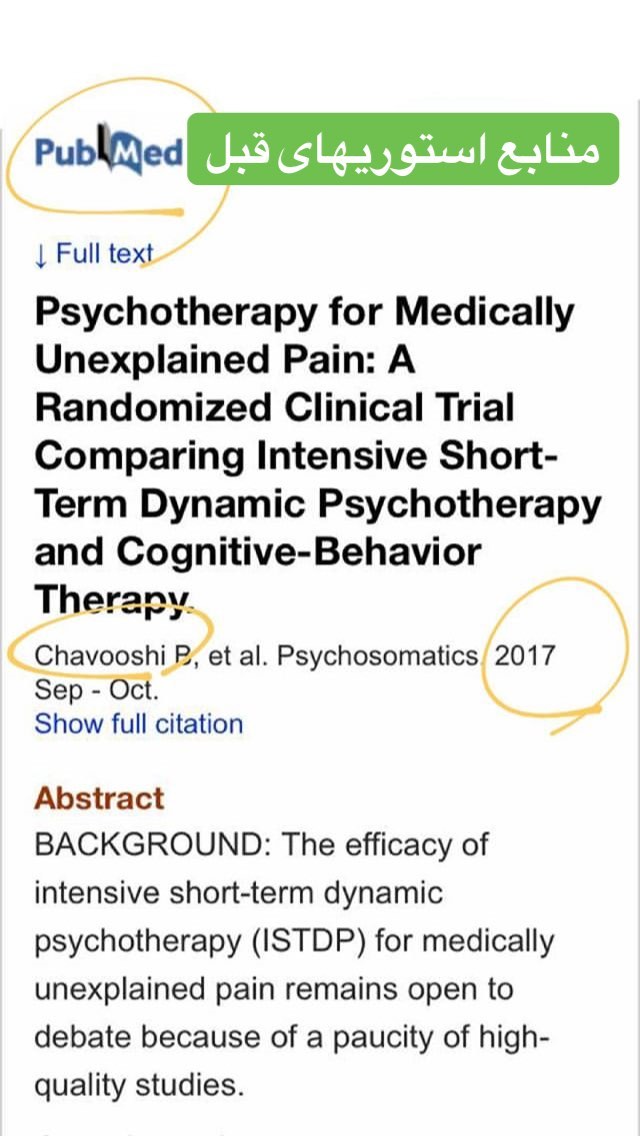 PubMed
منابع استوریهای قبل
↓ Full text
Psychotherapy for Medically
Unexplained Pain: A
Randomized Clinical Trial
Comparing Intensive Short-
Term Dynamic Psychotherapy
and Cognitive-Behavior
Therapy.
Chavooshi B, et al. Psychosomatics. 2017
Sep - Oct.
Show full citation
Abstract
BACKGROUND: The efficacy of
intensive short-term dynamic
psychotherapy (ISTDP) for medically
unexplained pain remains open to
debate because of a paucity of high-
quality studies.